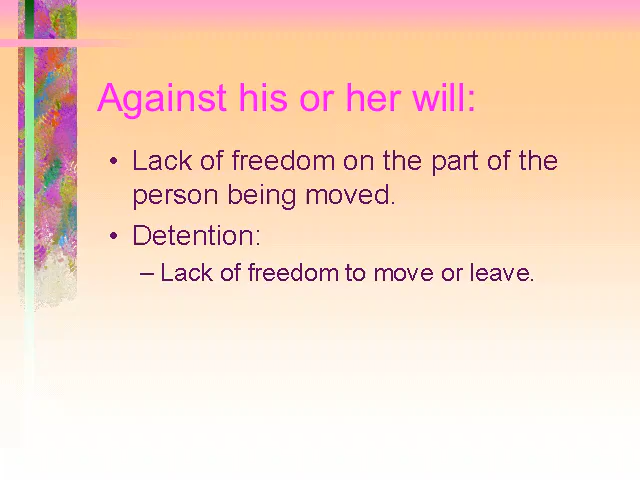 Against his or her will:
• Lack of freedom on the part of the
person being moved.
• Detention:
– Lack of freedom to move or leave.